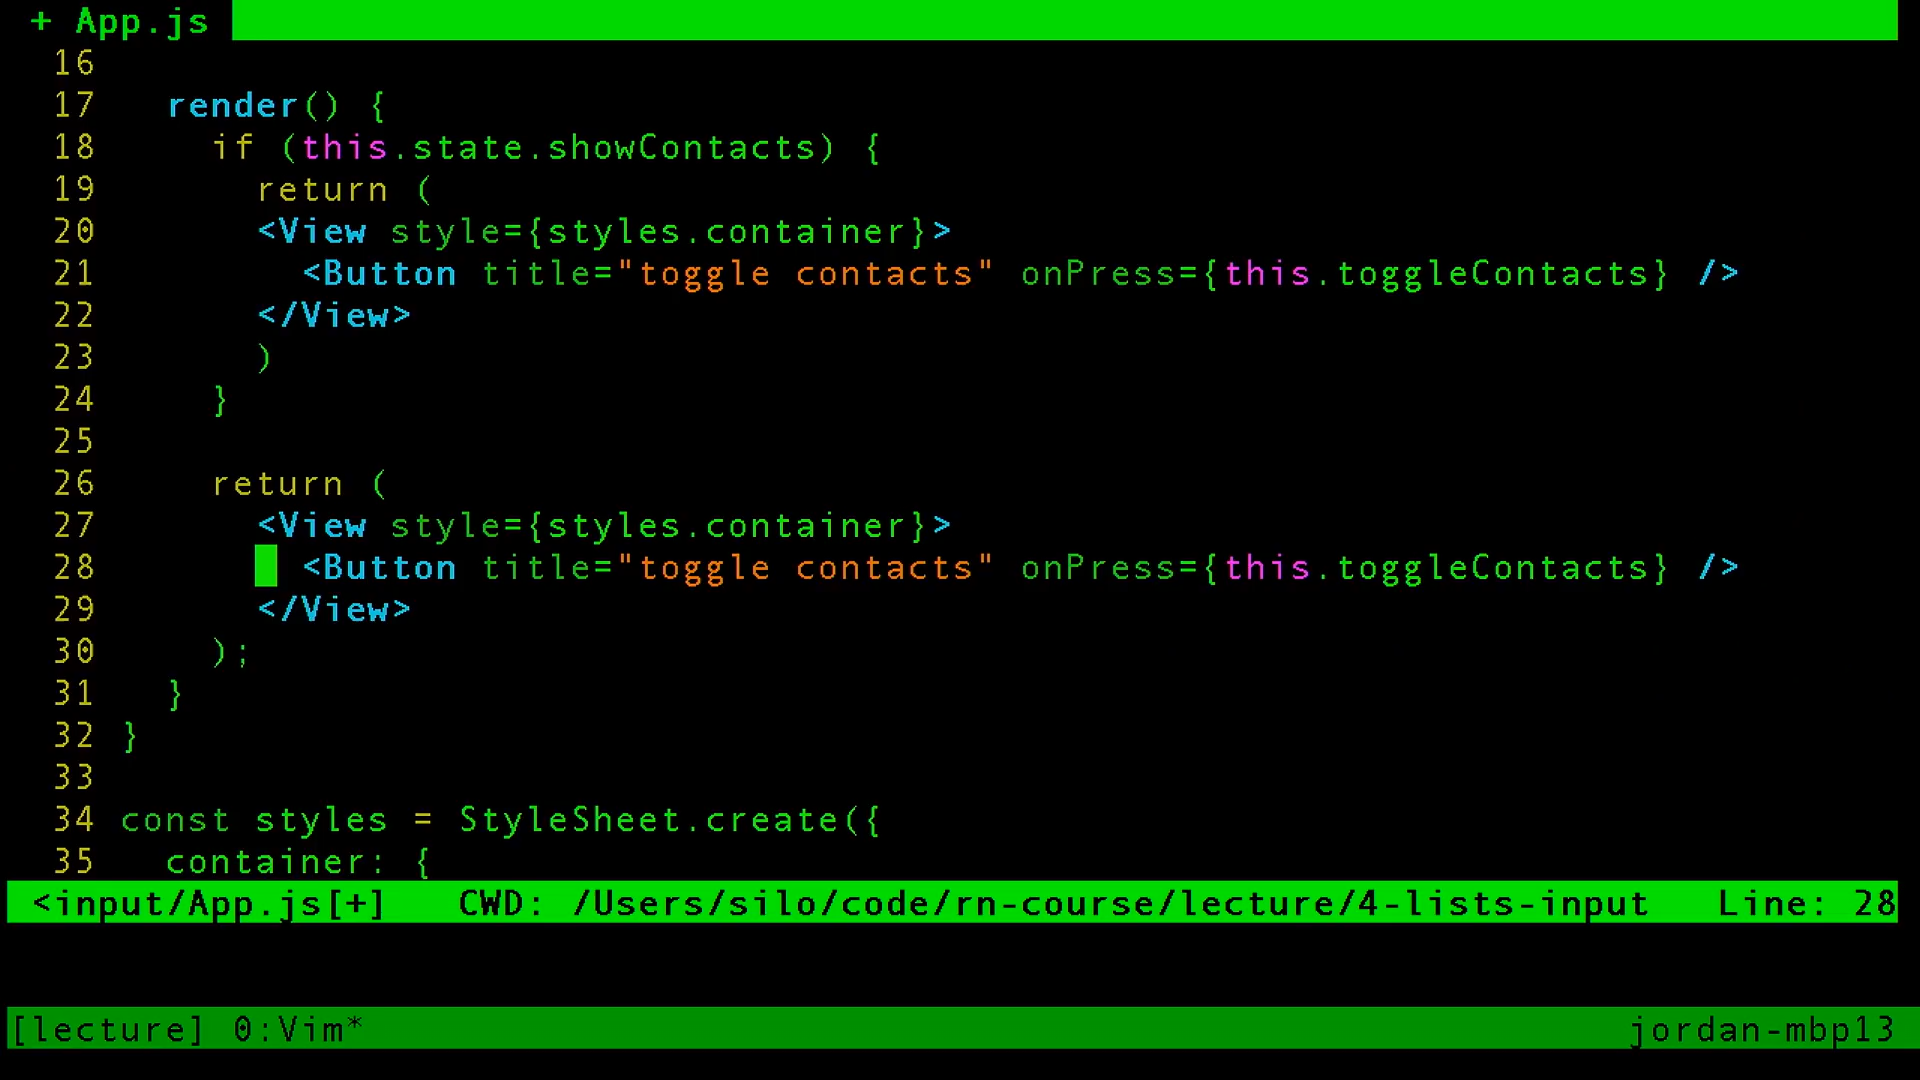 + App.js
16
17   render() {
18     if (this.state.showContacts) {
19       return (
20       <View style={styles.container}>
21         <Button title="toggle contacts" onPress={this.toggleContacts} />
22       </View>
23       )
24     }
25
26     return (
27       <View style={styles.container}>
28         <Button title="toggle contacts" onPress={this.toggleContacts} />
29       </View>
30     );
31   }
32 }
33
34 const styles = StyleSheet.create({
35   container: {
<input/App.js[+]   CWD: /Users/silo/code/rn-course/lecture/4-lists-input   Line: 28
[lecture] 0:Vim*   jordan-mbp13